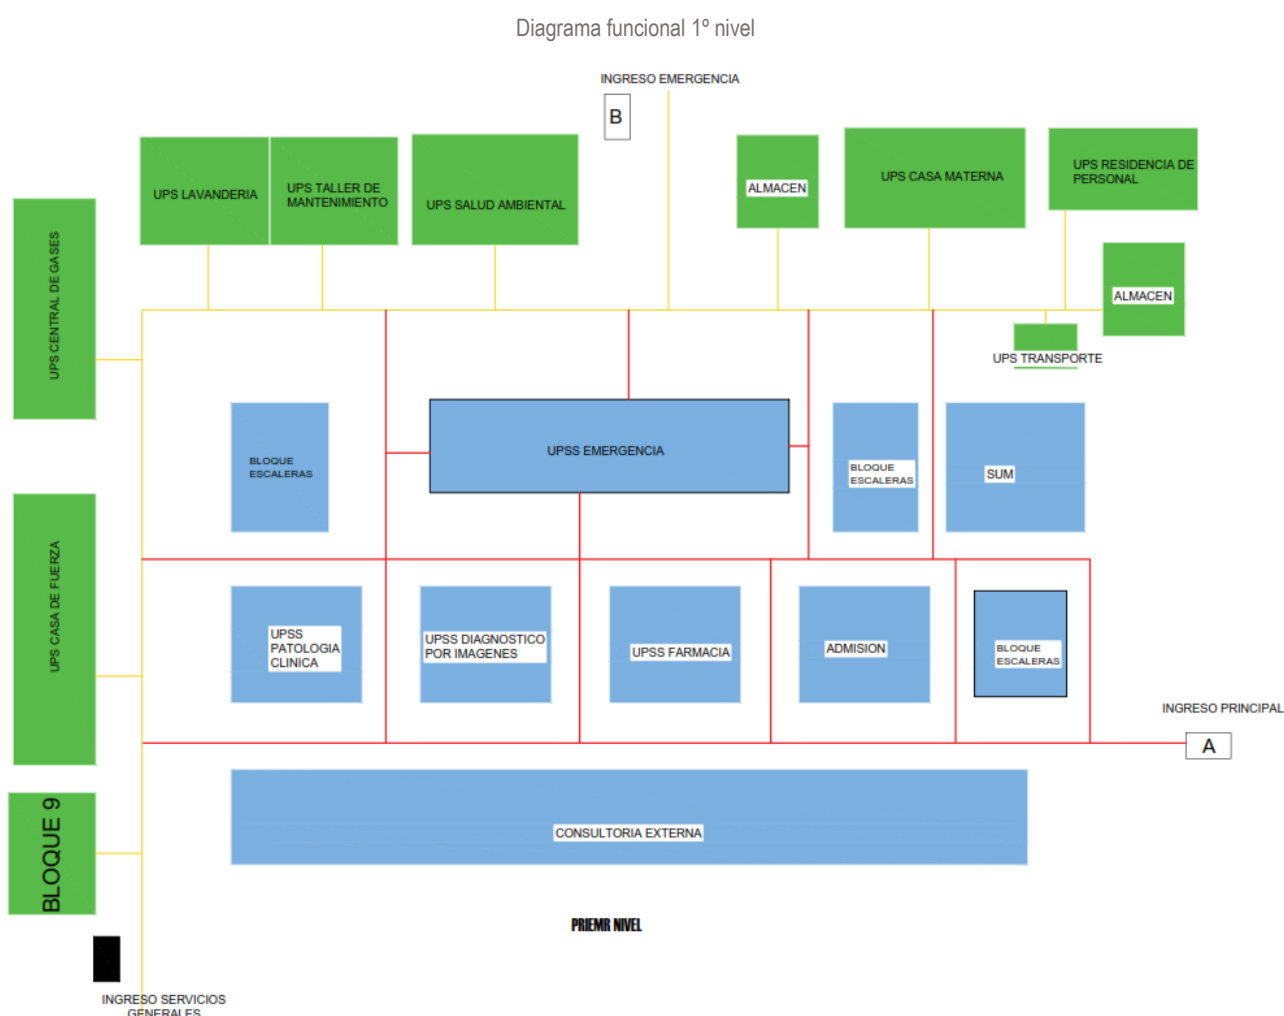 Diagrama funcional 1º nivel
INGRESO EMERGENCIA
B
UPS LAVANDERIA
UPS TALLER DE
MANTENIMIENTO
UPS SALUD AMBIENTAL
ALMACEN
UPS CASA MATERNA
UPS RESIDENCIA DE
PERSONAL
UPS CENTRAL DE GASES
ALMACEN
UPS TRANSPORTE
BLOQUE
ESCALERAS
UPSS EMERGENCIA
BLOQUE
ESCALERAS
SUM
UPS CASA DE FUERZA
UPSS
PATOLOGIA
CLINICA
UPSS DIAGNOSTICO
POR IMAGENES
UPSS FARMACIA
ADMISION
BLOQUE
ESCALERAS
INGRESO PRINCIPAL
A
BLOQUE 9
CONSULTORIA EXTERNA
PRIEMR NIVEL
INGRESO SERVICIOS
GENERALES